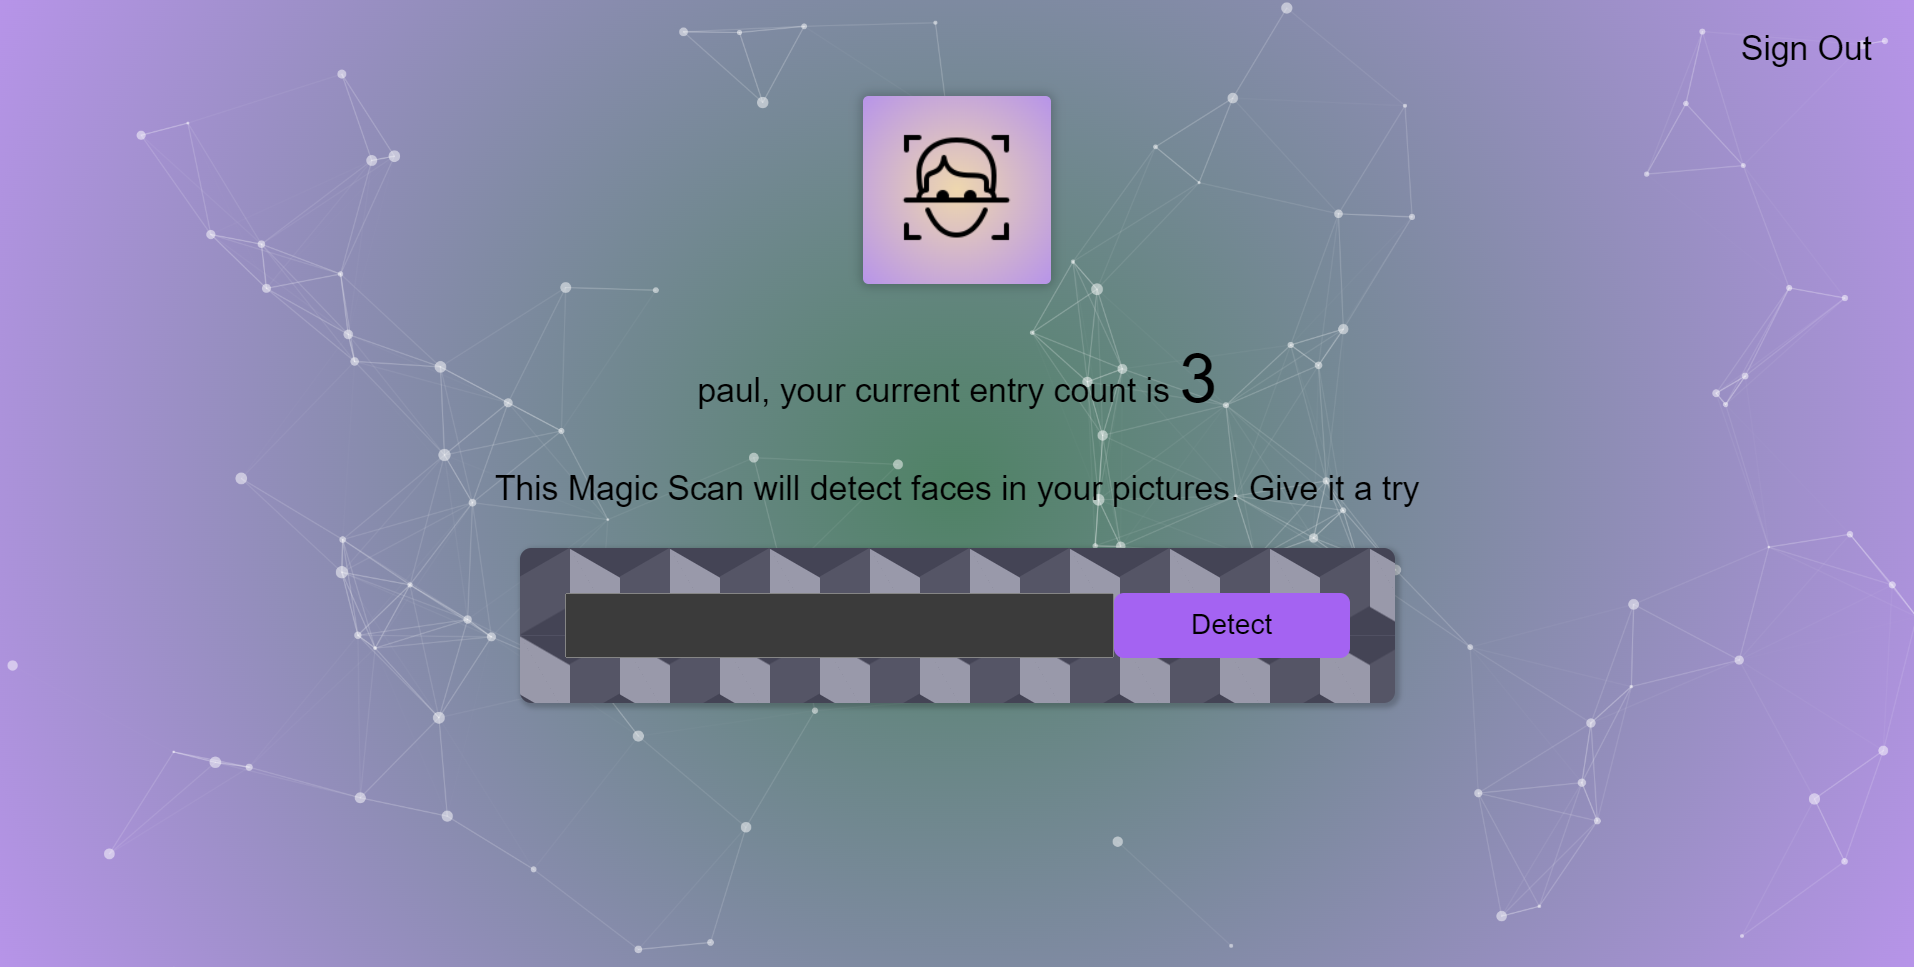 Sign Out
paul, your current entry count is 3
This Magic Scan will detect faces in your pictures. Give it a try
Detect